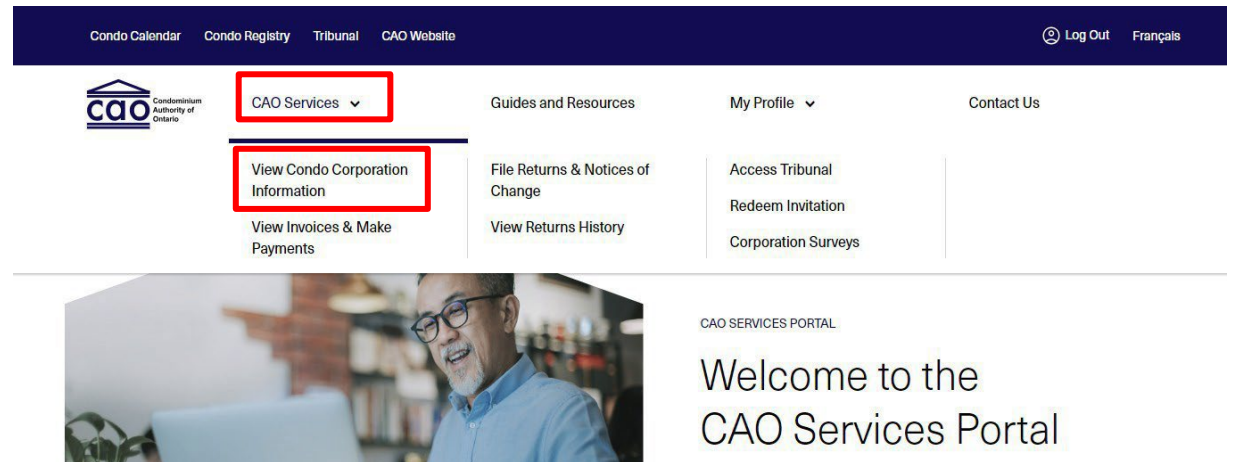 Condo Calendar Condo Registry Tribunal CAO Website Log Out Français
cao Condominium
Authority of
Ontario
CAO Services Guides and Resources My Profile Contact Us
View Condo Corporation
Information
View Invoices & Make
Payments
File Returns & Notices of
Change
View Returns History
Access Tribunal
Redeem Invitation
Corporation Surveys
CAO SERVICES PORTAL
Welcome to the
CAO Services Portal